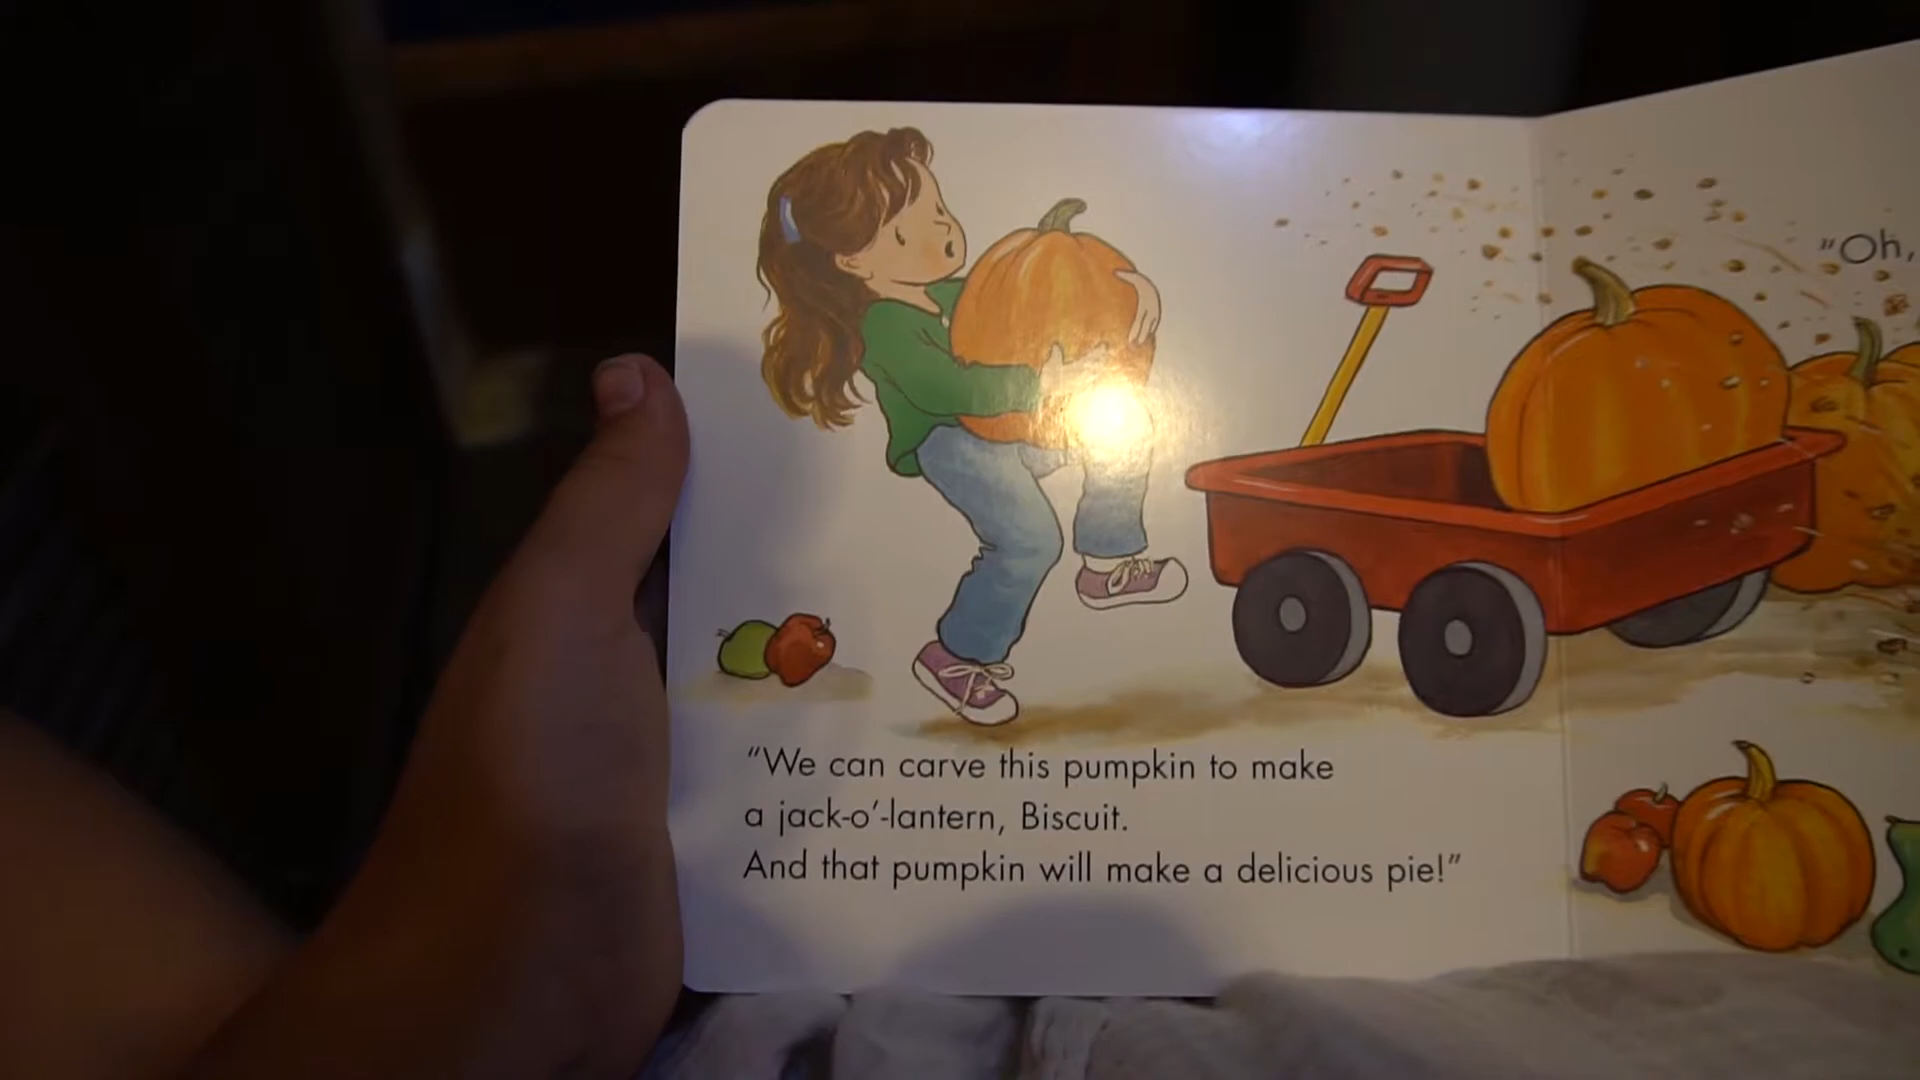 “We can carve this pumpkin to make
a jack-o’-lantern, Biscuit.
And that pumpkin will make a delicious pie!”
“Oh,